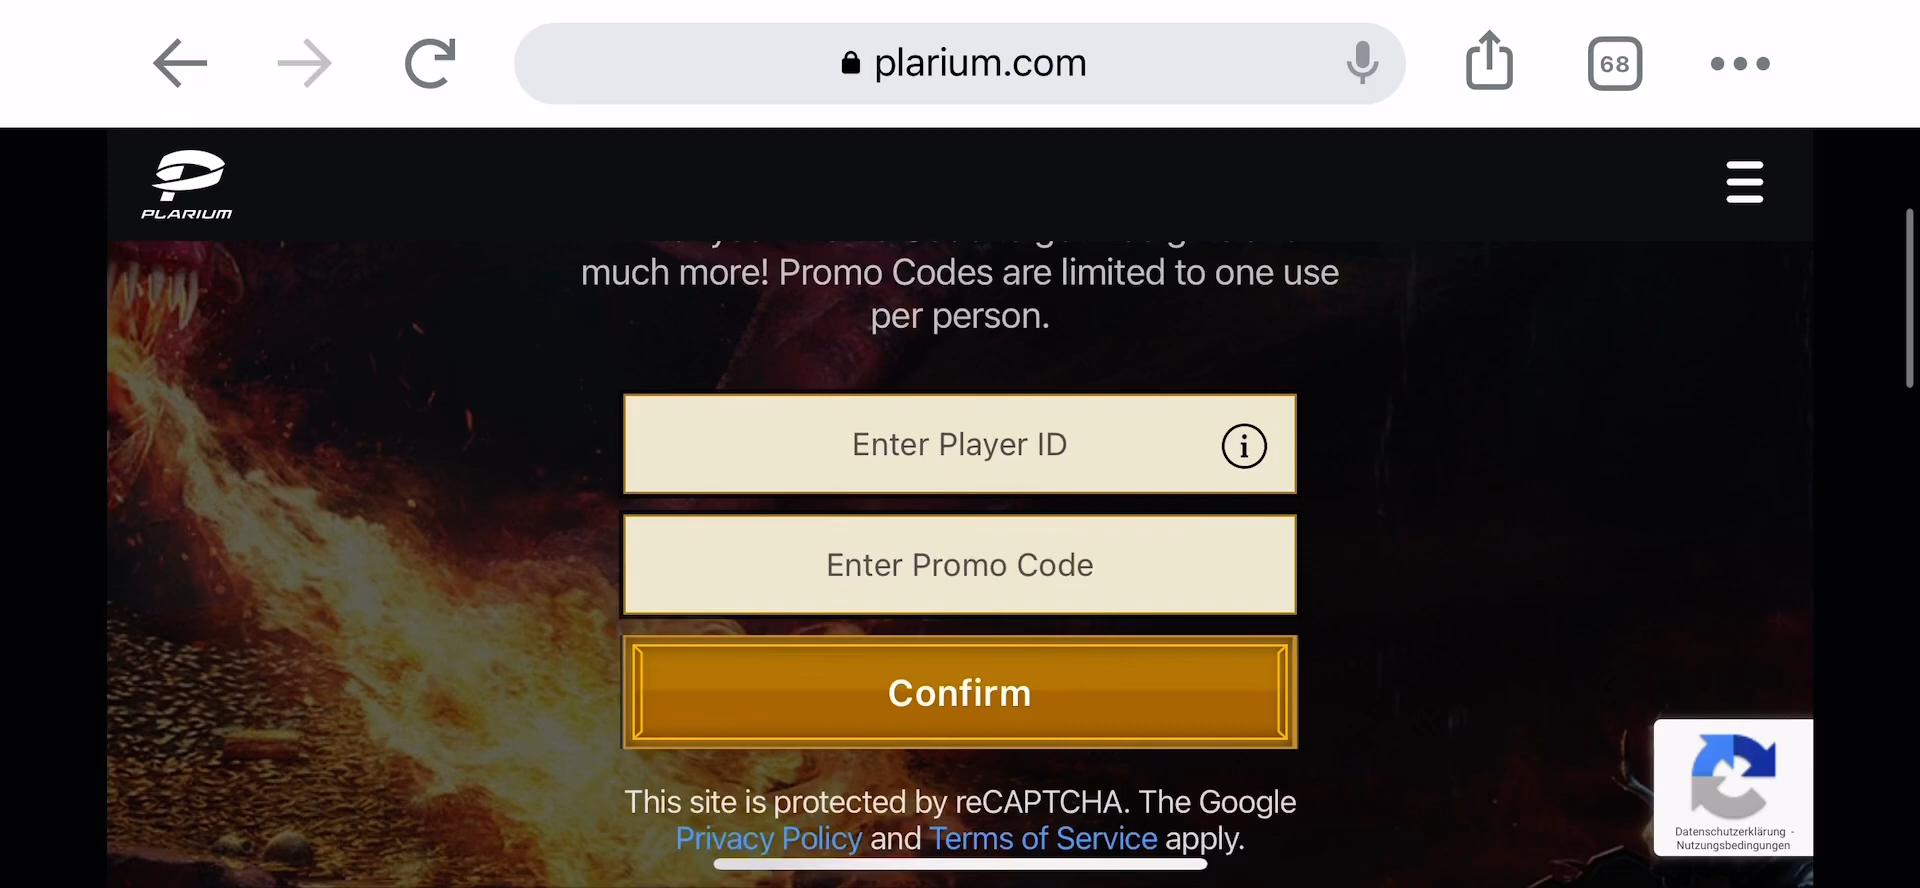 plarium.com
68
PLARIUM
much more! Promo Codes are limited to one use
per person.
Enter Player ID
i
Enter Promo Code
Confirm
This site is protected by reCAPTCHA. The Google
Privacy Policy and Terms of Service apply.
Datenschutzerklärung -
Nutzungsbedingungen